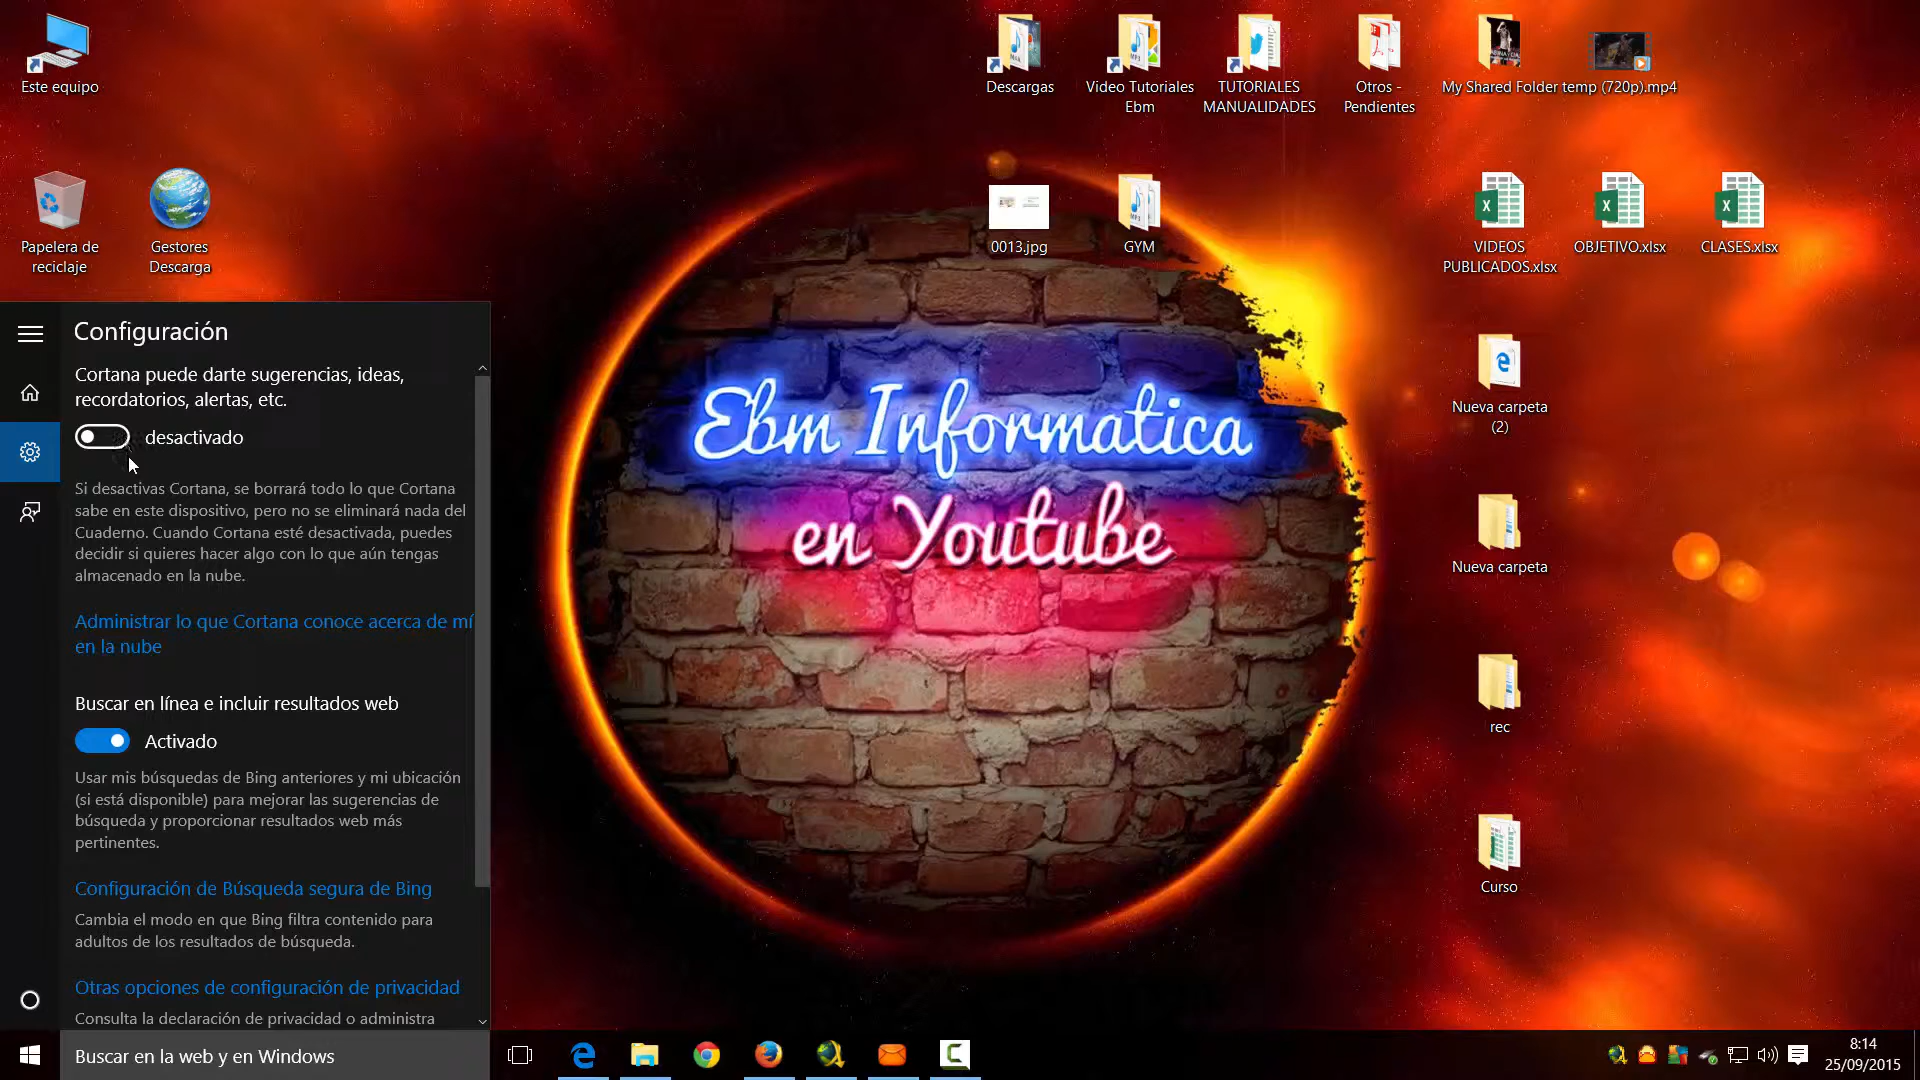 Este equipo
Descargas
Video Tutoriales
Ebm
TUTORIALES
MANUALIDADES
Otros -
Pendientes
My Shared Folder
temp (720p).mp4
Papelera de
reciclaje
Gestores
Descarga
0013.jpg
GYM
VIDEOS
PUBLICADOS.xlsx
OBJETIVO.xlsx
CLASES.xlsx
Nueva carpeta
(2)
Nueva carpeta
rec
Curso
Ebm Informatica
en Youtube
Configuración
Cortana puede darte sugerencias, ideas,
recordatorios, alertas, etc.
desactivado
Si desactivas Cortana, se borrará todo lo que Cortana
sabe en este dispositivo, pero no se eliminará nada del
Cuaderno. Cuando Cortana esté desactivada, puedes
decidir si quieres hacer algo con lo que aún tengas
almacenado en la nube.
Administrar lo que Cortana conoce acerca de mí
en la nube
Buscar en línea e incluir resultados web
Activado
Usar mis búsquedas de Bing anteriores y mi ubicación
(si está disponible) para mejorar las sugerencias de
búsqueda y proporcionar resultados web más
pertinentes.
Configuración de Búsqueda segura de Bing
Cambia el modo en que Bing filtra contenido para
adultos de los resultados de búsqueda.
Otras opciones de configuración de privacidad
Consulta la declaración de privacidad o administra
Buscar en la web y en Windows
8:14
25/09/2015